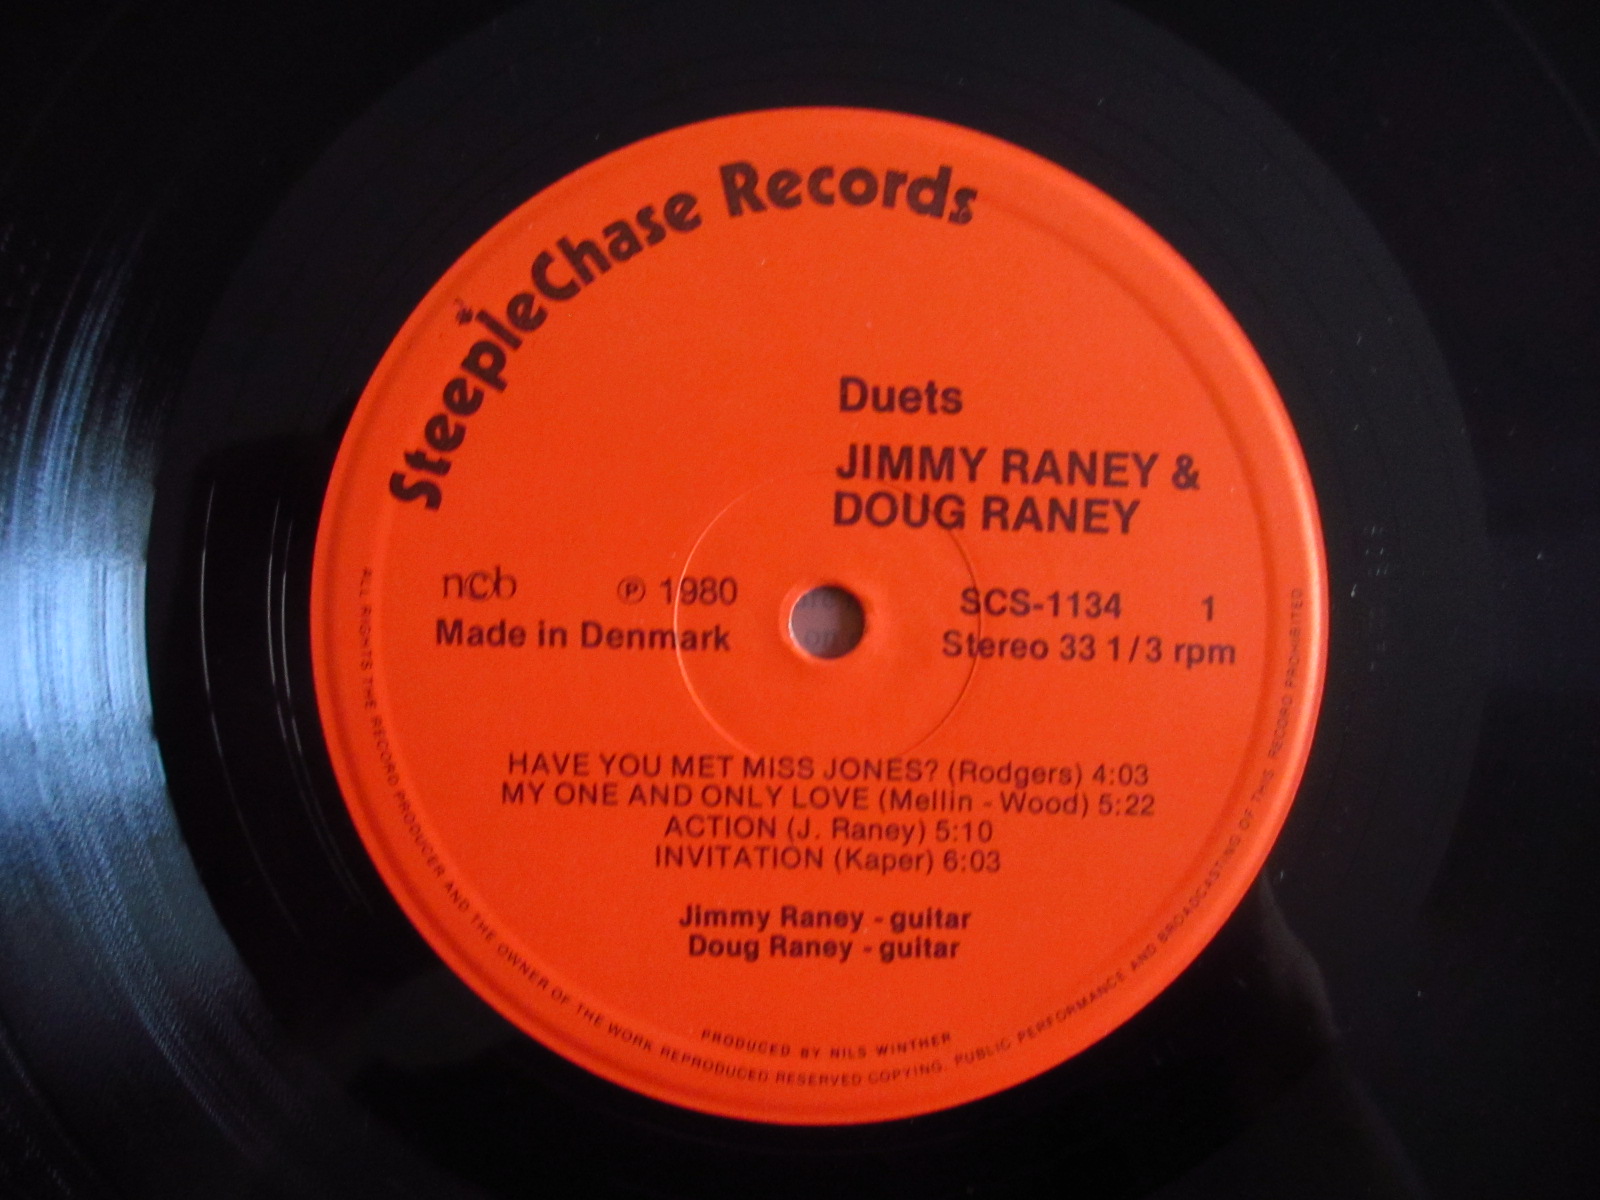 SteepleChase Records
Duets
JIMMY RANEY &
DOUG RANEY
ncb ℗ 1980
Made in Denmark
SCS-1134 1
Stereo 33 1/3 rpm
HAVE YOU MET MISS JONES? (Rodgers) 4:03
MY ONE AND ONLY LOVE (Mellin - Wood) 5:22
ACTION (J. Raney) 5:10
INVITATION (Kaper) 6:03
Jimmy Raney - guitar
Doug Raney - guitar
PRODUCED BY NILS WINTHER
ALL RIGHTS THE RECORD PRODUCER AND THE OWNER OF THE WORK REPRODUCED RESERVED COPYING. PUBLIC PERFORMANCE AND BROADCASTING OF THIS RECORD PROHIBITED